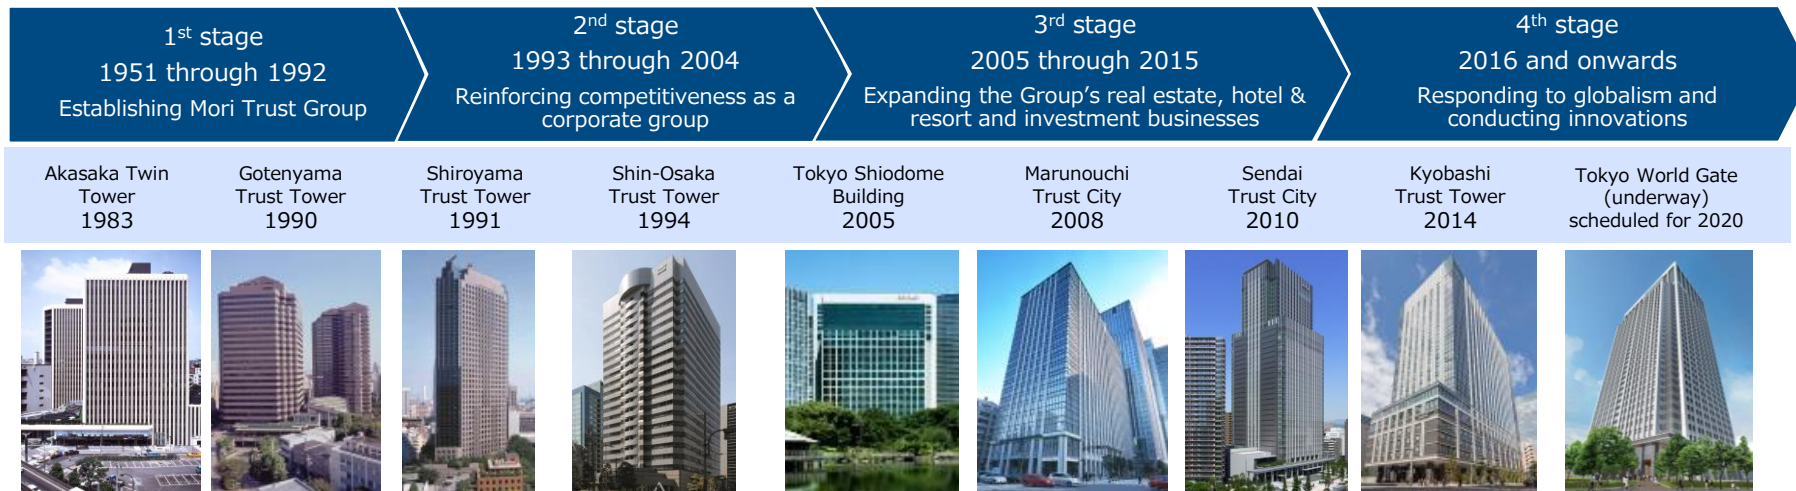 1st stage
1951 through 1992
Establishing Mori Trust Group
2nd stage
1993 through 2004
Reinforcing competitiveness as a
corporate group
3rd stage
2005 through 2015
Expanding the Group's real estate, hotel &
resort and investment businesses
4th stage
2016 and onwards
Responding to globalism and
conducting innovations
Akasaka Twin
Tower
1983
Gotenyama
Trust Tower
1990
Shiroyama
Trust Tower
1991
Shin-Osaka
Trust Tower
1994
Tokyo Shiodome
Building
2005
Marunouchi
Trust City
2008
Sendai
Trust City
2010
Kyobashi
Trust Tower
2014
Tokyo World Gate
(underway)
scheduled for 2020